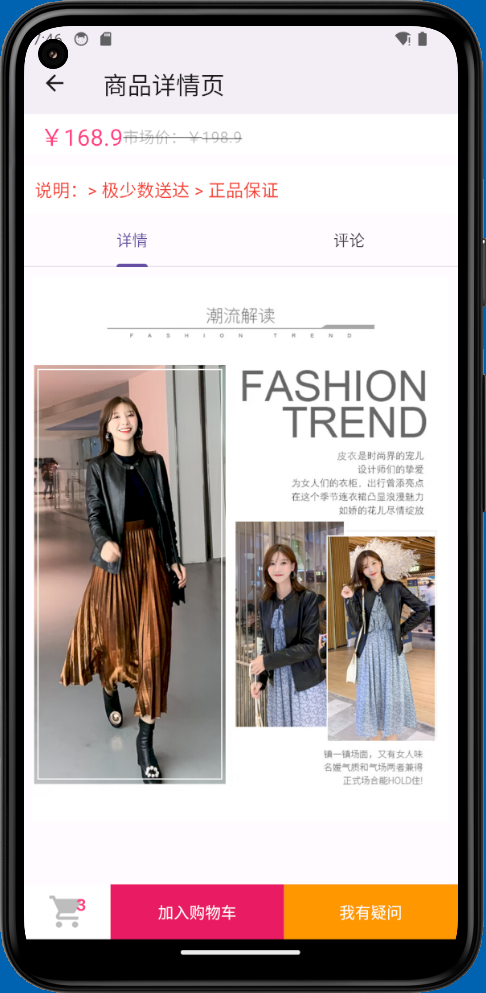 7:46
商品详情页
￥168.9市场价：￥198.9
说明：> 极少数送达 > 正品保证
详情
评论
潮流解读
FASHION TREND
FASHION
TREND
皮衣是时尚界的宠儿
设计师们的挚爱
为女人们的衣柜，出行曾添亮点
在这个季节连衣裙凸显浪漫魅力
如娇的花儿尽情绽放
镇一镇场面，又有女人味
名媛气质和气场两者兼得
正式场合能HOLD住!
3
加入购物车
我有疑问